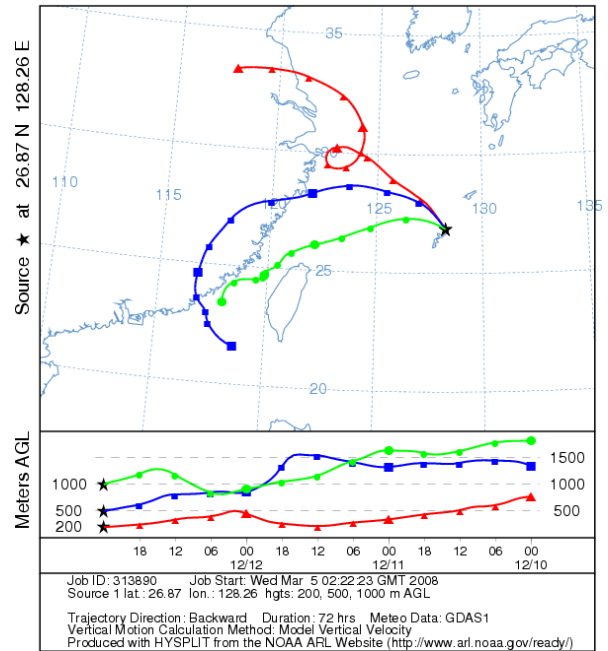 Source ★ at 26.87 N 128.26 E
35
30
110
115
120
125
130
135
25
20
Meters AGL
1500
1000
1000
500
500
200
18 12 06 00 18 12 06 00 18 12 06 00
12/12 12/11 12/10
Job ID: 313890 Job Start: Wed Mar 5 02:22:23 GMT 2008
Source 1 lat.: 26.87 lon.: 128.26 hgts: 200, 500, 1000 m AGL
Trajectory Direction: Backward Duration: 72 hrs Meteo Data: GDAS1
Vertical Motion Calculation Method: Model Vertical Velocity
Produced with HYSPLIT from the NOAA ARL Website (http://www.arl.noaa.gov/ready/)